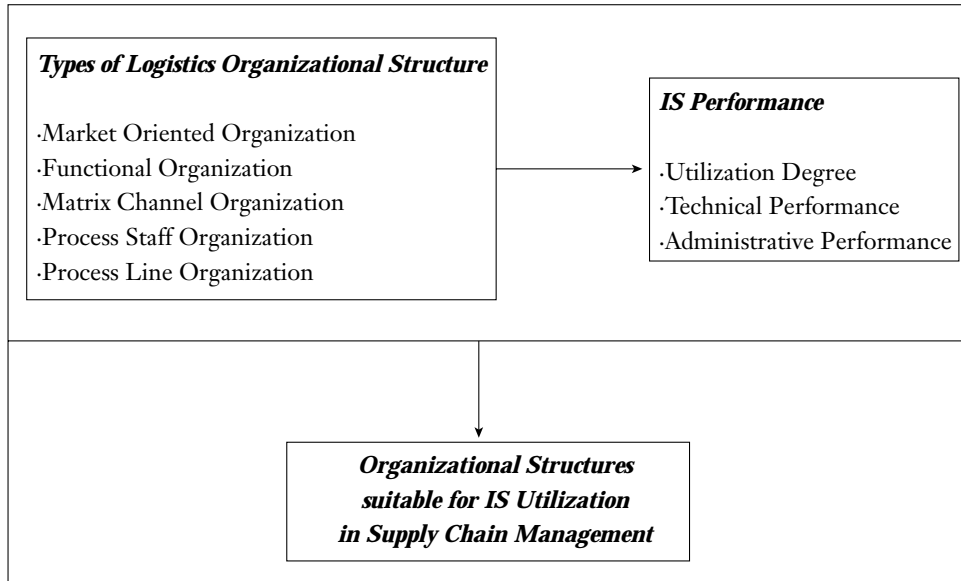 Types of Logistics Organizational Structure
·Market Oriented Organization
·Functional Organization
·Matrix Channel Organization
·Process Staff Organization
·Process Line Organization
IS Performance
·Utilization Degree
·Technical Performance
·Administrative Performance
Organizational Structures
suitable for IS Utilization
in Supply Chain Management